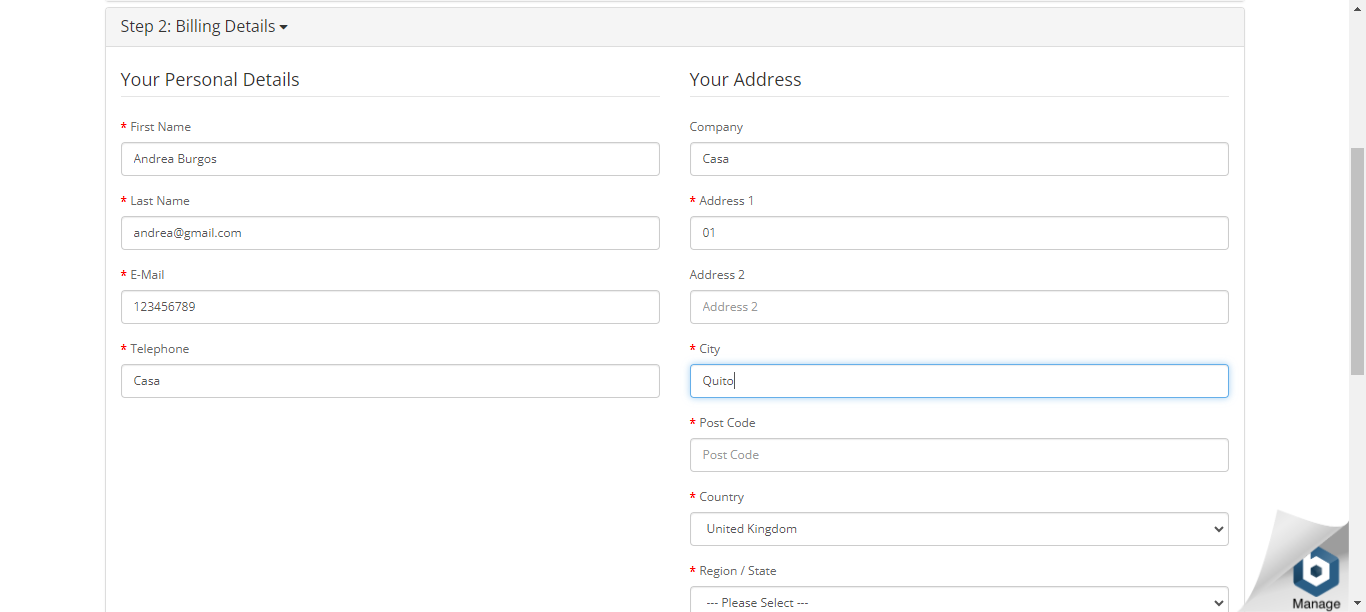 Step 2: Billing Details
Your Personal Details
* First Name
Andrea Burgos
* Last Name
andrea@gmail.com
* E-Mail
123456789
* Telephone
Casa
Your Address
Company
Casa
* Address 1
01
Address 2
Address 2
* City
Quito
* Post Code
Post Code
* Country
United Kingdom
* Region / State
--- Please Select ---
b
Manage